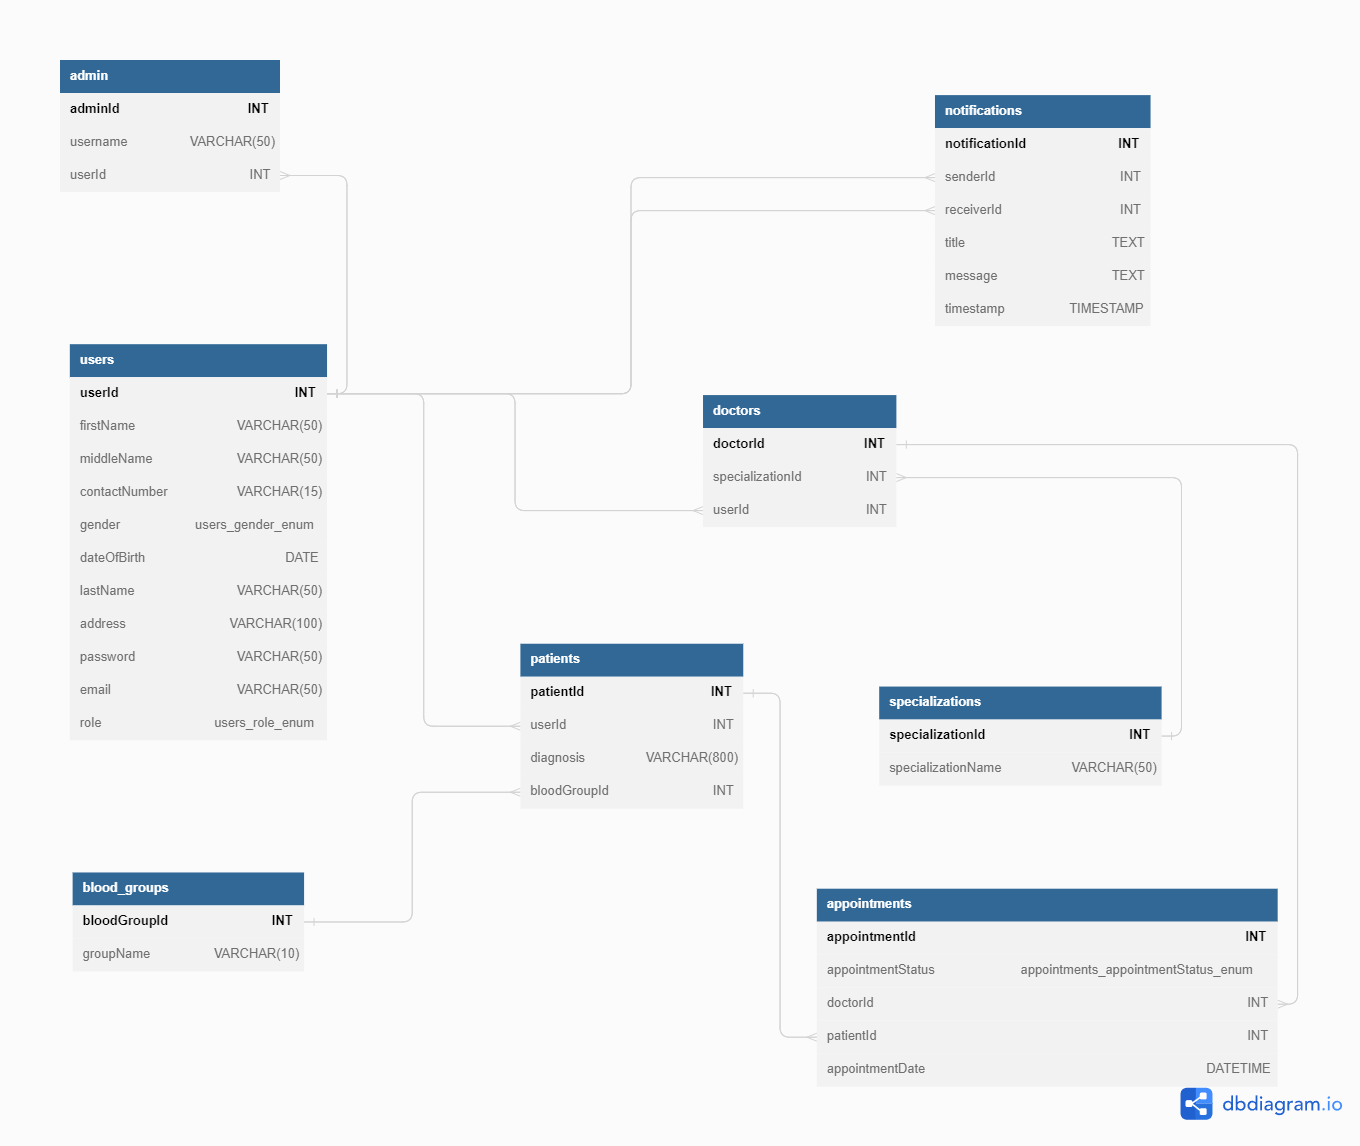 admin
adminId INT
username VARCHAR(50)
userId INT
notifications
notificationId INT
senderId INT
receiverId INT
title TEXT
message TEXT
timestamp TIMESTAMP
users
userId INT
firstName VARCHAR(50)
middleName VARCHAR(50)
contactNumber VARCHAR(15)
gender users_gender_enum
dateOfBirth DATE
lastName VARCHAR(50)
address VARCHAR(100)
password VARCHAR(50)
email VARCHAR(50)
role users_role_enum
doctors
doctorId INT
specializationId INT
userId INT
patients
patientId INT
userId INT
diagnosis VARCHAR(800)
bloodGroupId INT
specializations
specializationId INT
specializationName VARCHAR(50)
blood_groups
bloodGroupId INT
groupName VARCHAR(10)
appointments
appointmentId INT
appointmentStatus appointments_appointmentStatus_enum
doctorId INT
patientId INT
appointmentDate DATETIME
dbdiagram.io